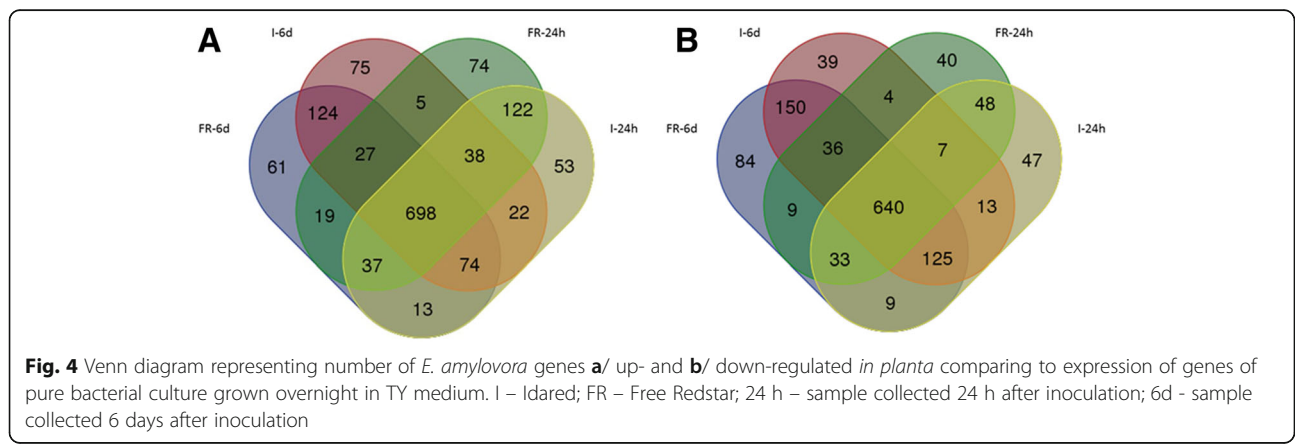 A
I-6d
FR-24h
75
74
124
5
122
FR-6d
I-24h
61
27
38
53
19
698
22
37
74
13
B
I-6d
FR-24h
39
40
150
4
48
FR-6d
I-24h
84
36
7
47
9
640
13
33
125
9
Fig. 4 Venn diagram representing number of E. amylovora genes a/ up- and b/ down-regulated in planta comparing to expression of genes of
pure bacterial culture grown overnight in TY medium. I – Idared; FR – Free Redstar; 24 h – sample collected 24 h after inoculation; 6d - sample
collected 6 days after inoculation